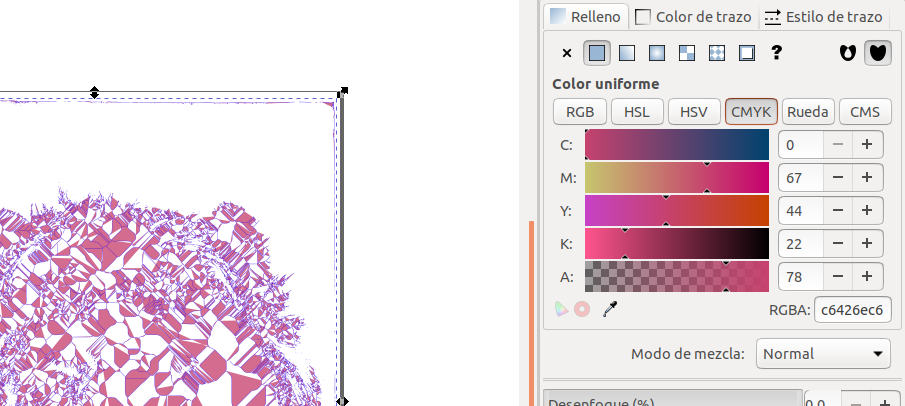 Relleno Color de trazo Estilo de trazo
?
Color uniforme
RGB HSL HSV CMYK Rueda CMS
C: 0 − +
M: 67 − +
Y: 44 − +
K: 22 − +
A: 78 − +
RGBA: c6426ec6
Modo de mezcla: Normal
Desenfoque (%) 0,0 − +